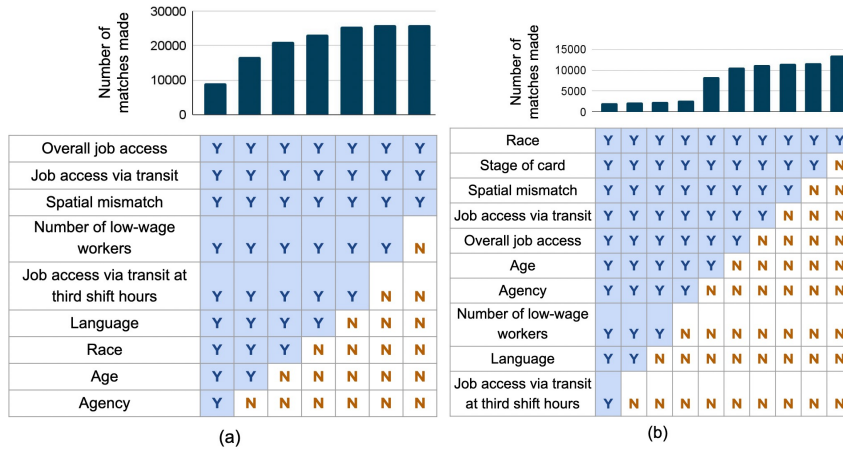 Number of
matches made
30000
20000
10000
0
Overall job access Y Y Y Y Y Y Y
Job access via transit Y Y Y Y Y Y Y
Spatial mismatch Y Y Y Y Y Y Y
Number of low-wage
workers Y Y Y Y Y Y N
Job access via transit at
third shift hours Y Y Y Y Y N N
Language Y Y Y Y N N N
Race Y Y Y N N N N
Age Y Y N N N N N
Agency Y N N N N N N
(a)
Number of
matches made
15000
10000
5000
0
Race Y Y Y Y Y Y Y Y Y Y
Stage of card Y Y Y Y Y Y Y Y Y N
Spatial mismatch Y Y Y Y Y Y Y Y N N
Job access via transit Y Y Y Y Y Y Y N N N
Overall job access Y Y Y Y Y Y N N N N
Age Y Y Y Y Y N N N N N
Agency Y Y Y Y N N N N N N
Number of low-wage
workers Y Y Y N N N N N N N
Language Y Y N N N N N N N N
Job access via transit
at third shift hours Y N N N N N N N N N
(b)